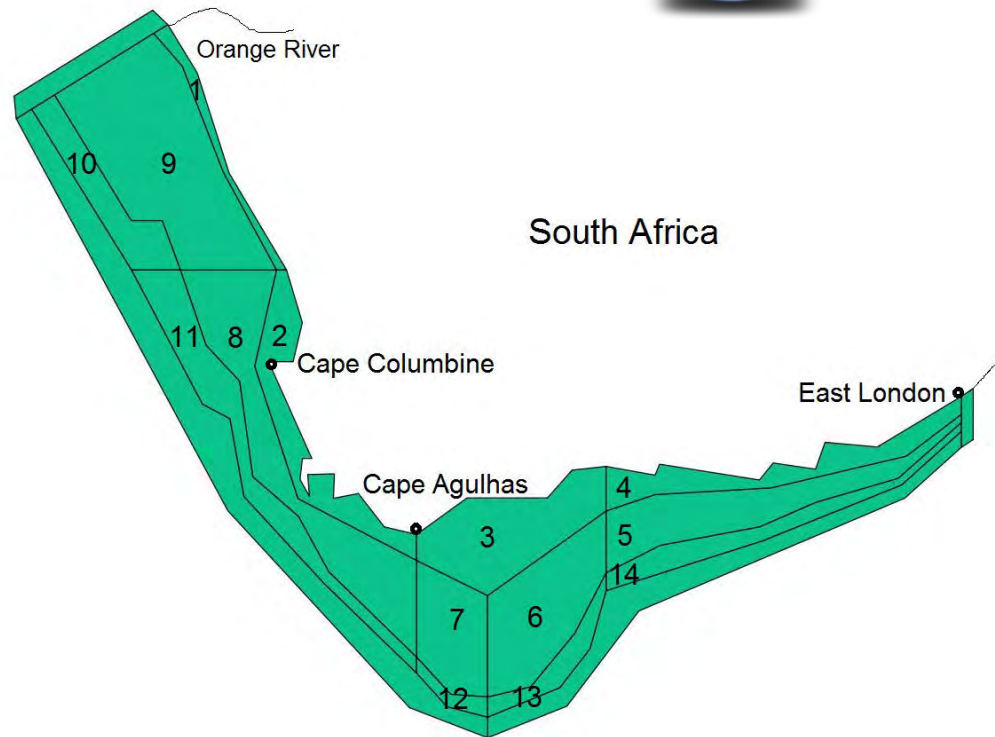 Orange River
1
10
9
South Africa
11
8
2
Cape Columbine
East London
Cape Agulhas
4
3
5
14
7
6
12
13